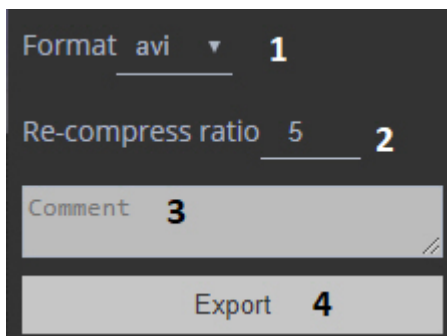 Format avi ▼ 1
Re-compress ratio 5 2
Comment 3
Export 4